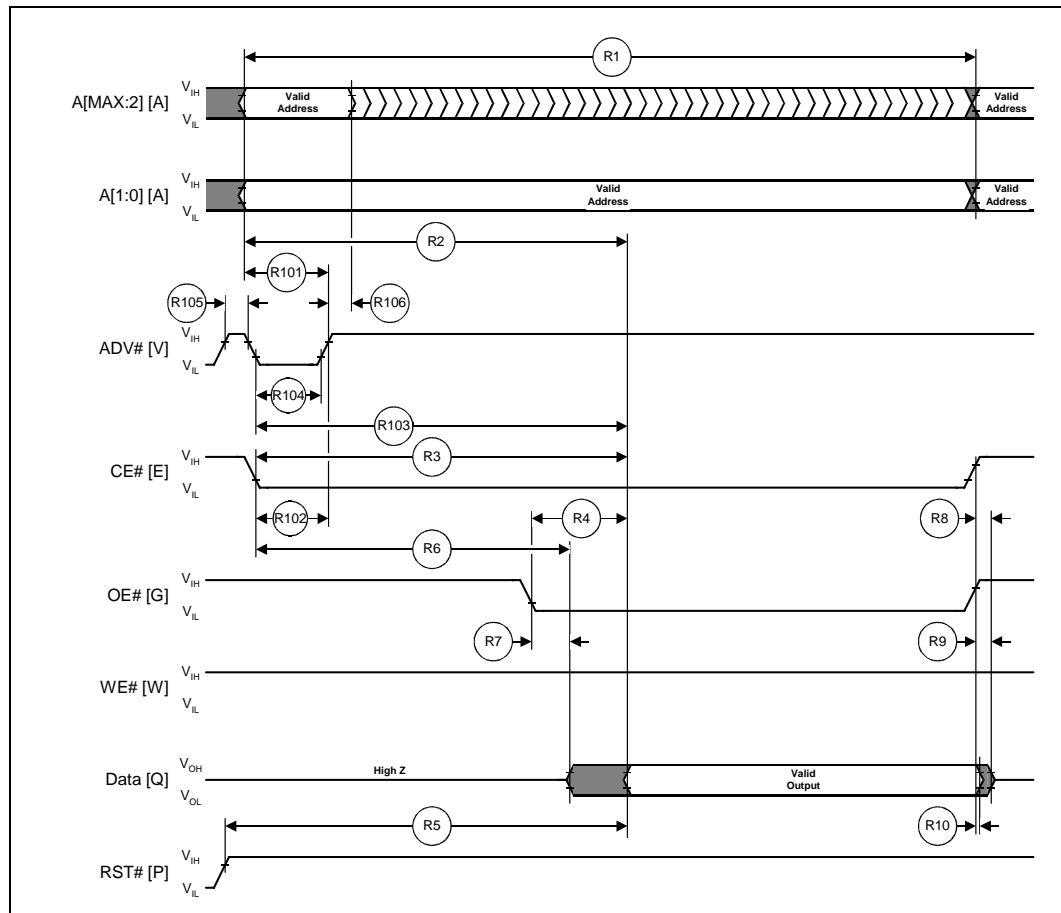 R1
A[MAX:2] [A]
VIH
VIL
Valid
Address
Valid
Address
A[1:0] [A]
VIH
VIL
Valid
Address
Valid
Address
R2
R101
R105
R106
ADV# [V]
VIH
VIL
R104
R103
CE# [E]
VIH
VIL
R3
R102
R4
R8
R6
OE# [G]
VIH
VIL
R7
R9
WE# [W]
VIH
VIL
Data [Q]
VOH
VOL
High Z
Valid
Output
R5
R10
RST# [P]
VIH
VIL